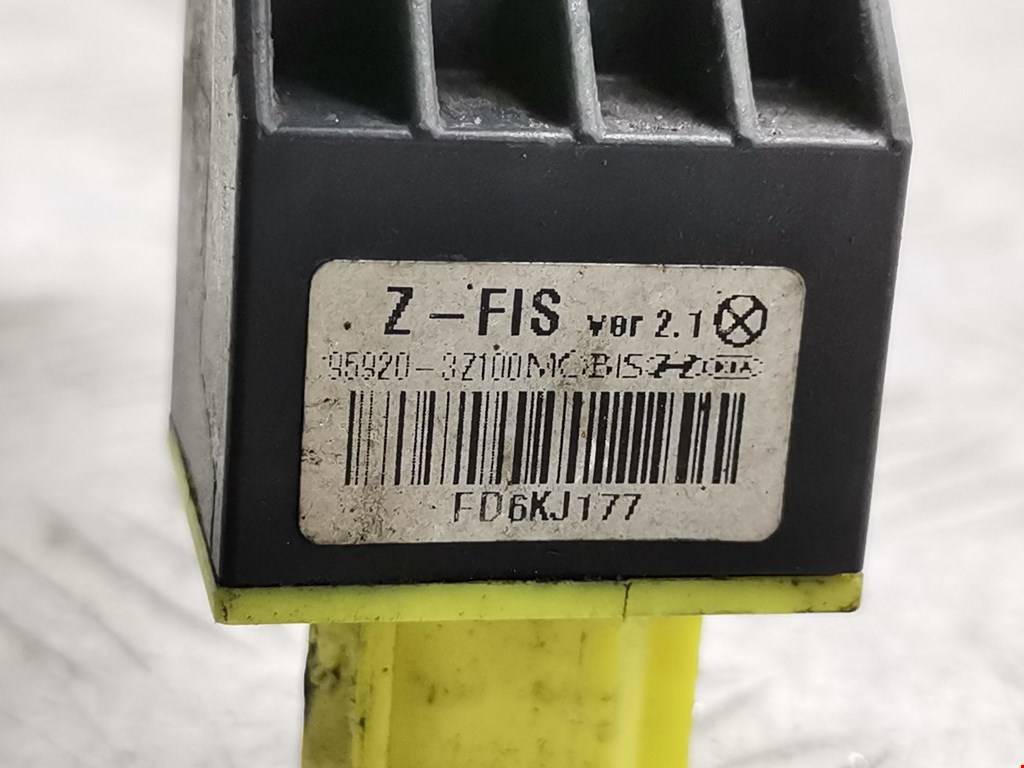 Z-FIS ver 2.1
95920-3Z100 MOBIS KIA
FD6KJ177